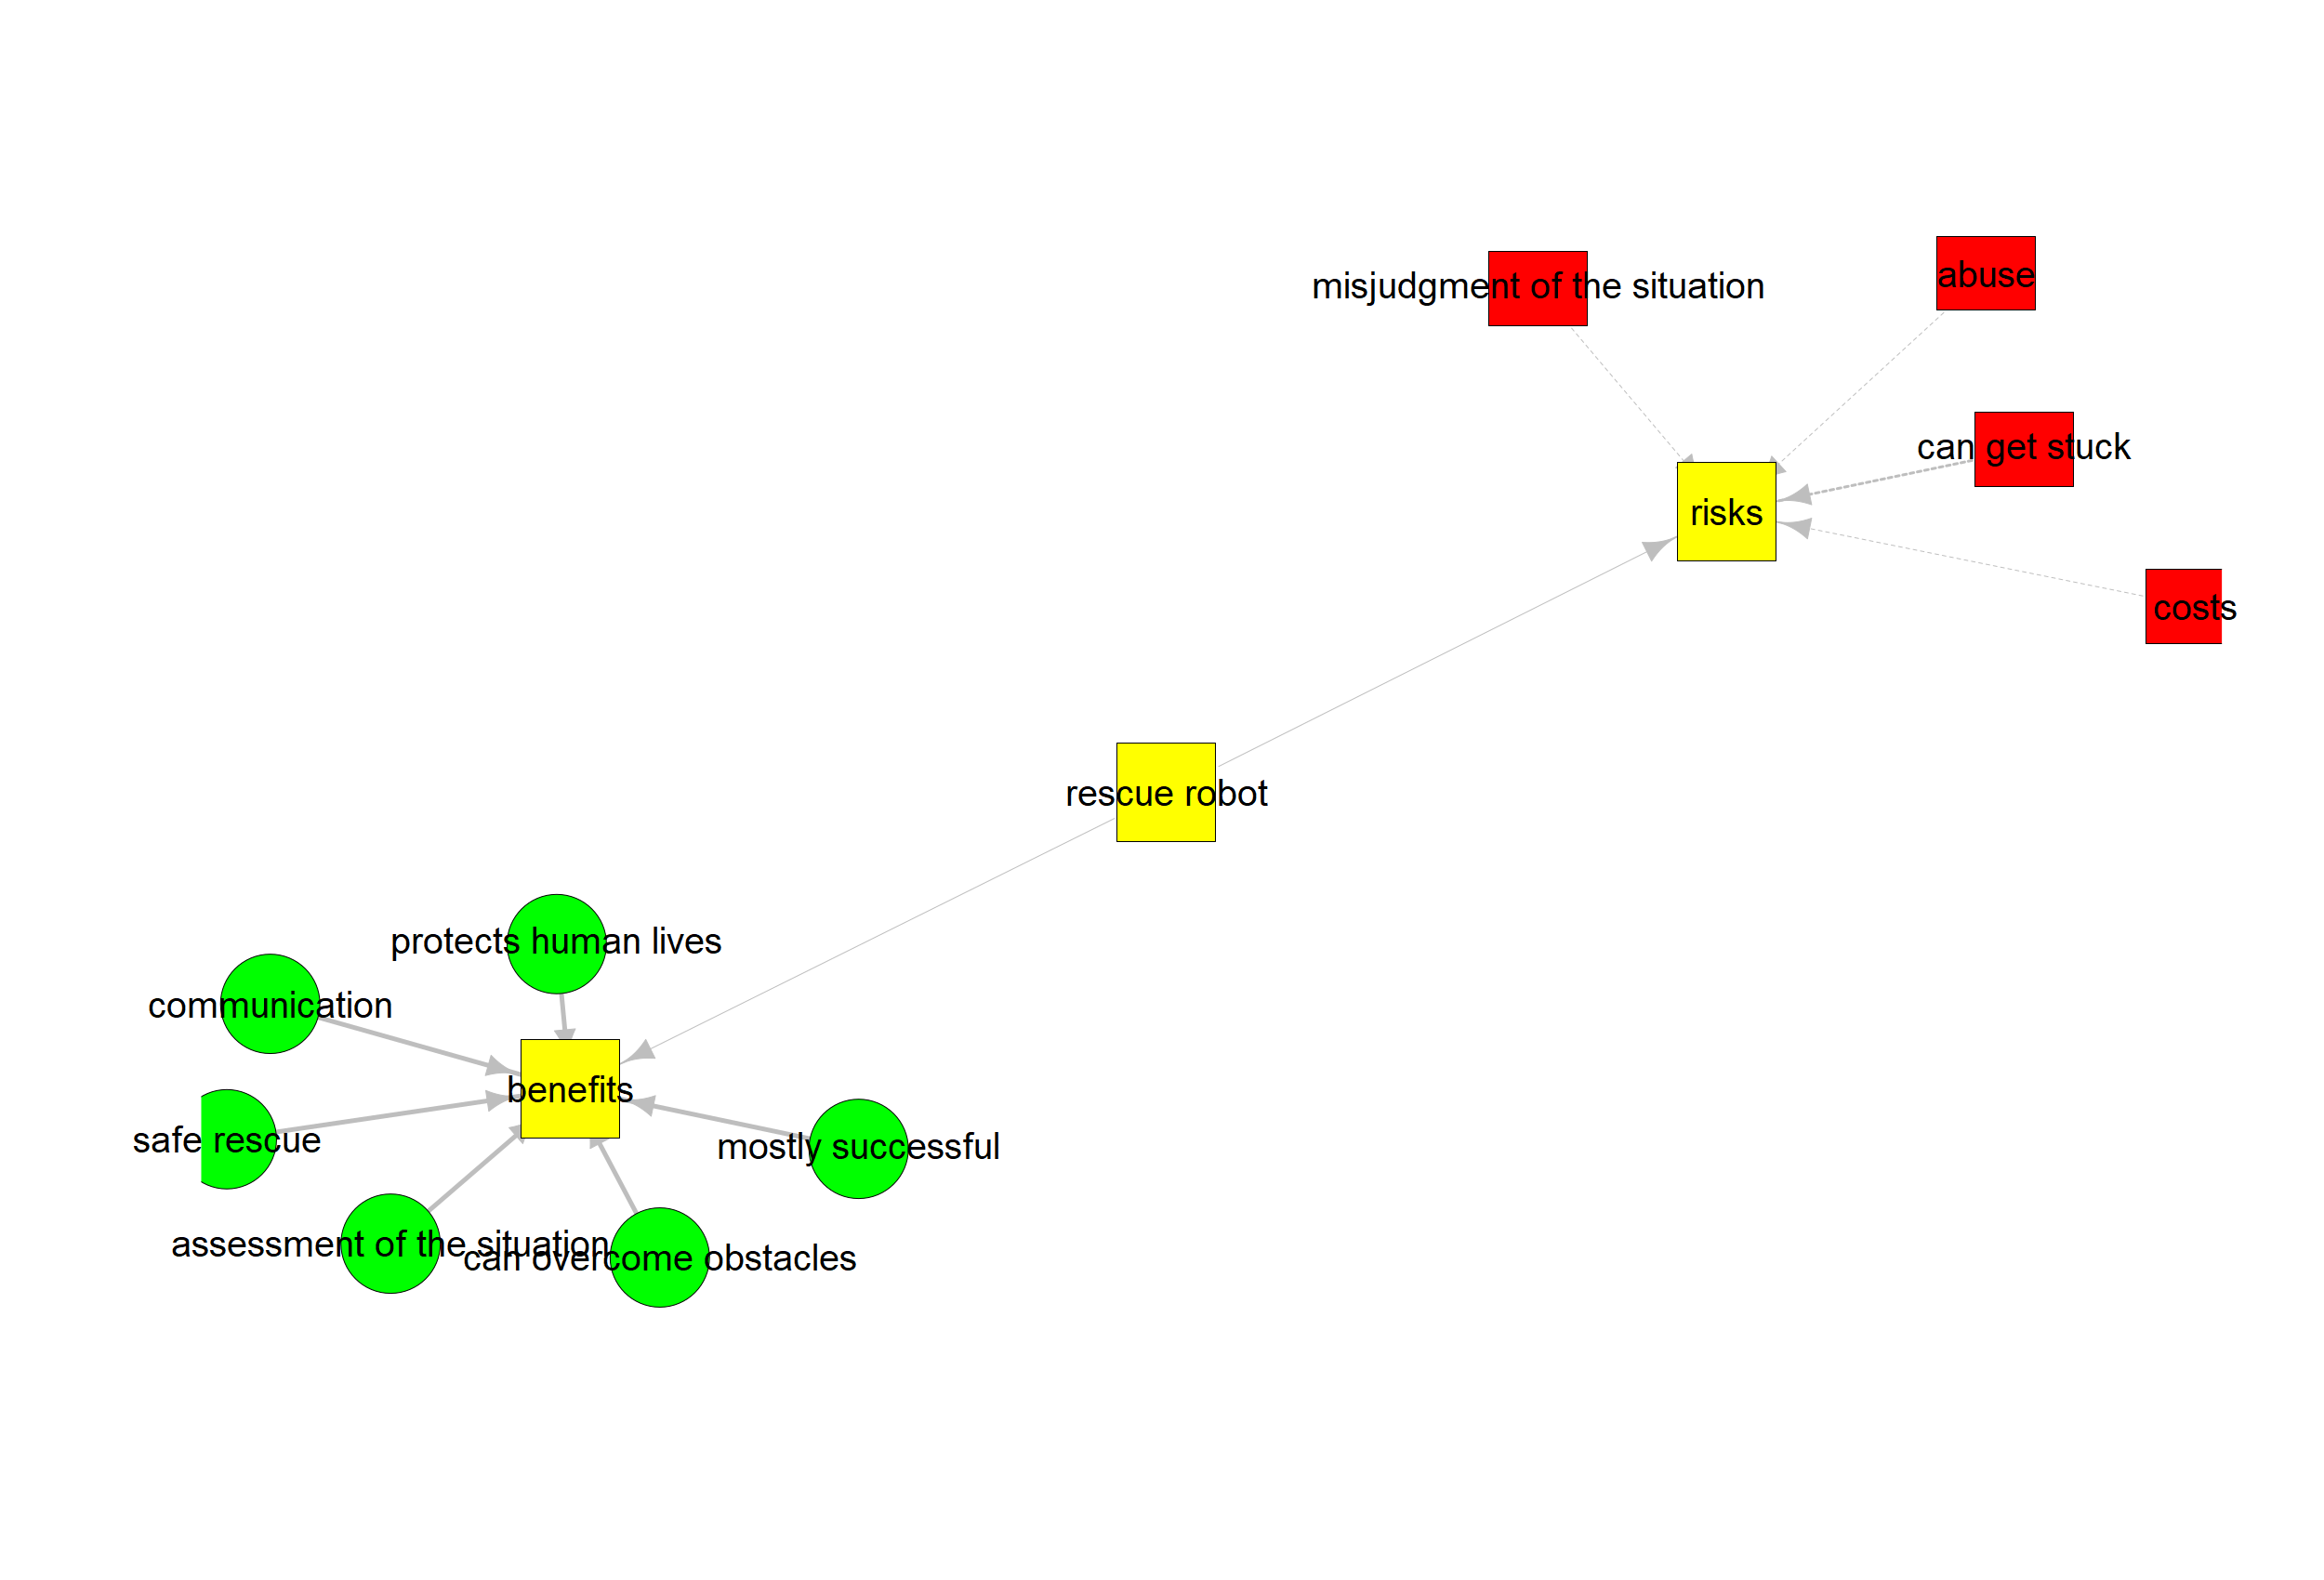 abuse
misjudgment of the situation
can get stuck
risks
costs
rescue robot
protects human lives
communication
benefits
safe rescue
mostly successful
assessment of the situation
can overcome obstacles